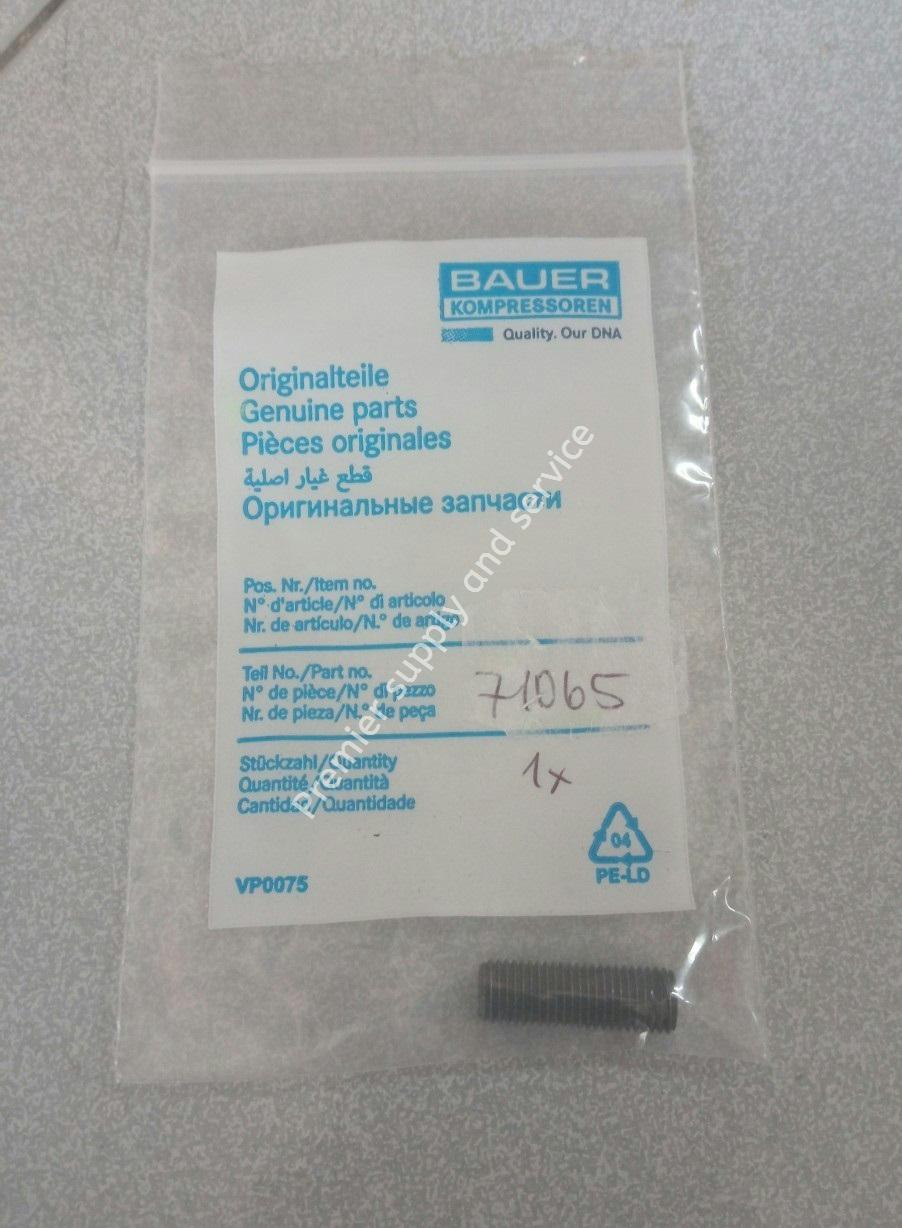 BAUER
KOMPRESSOREN
Quality. Our DNA
Originalteile
Genuine parts
Pièces originales
قطع غيار اصلية
Оригинальные запчасти
Pos. Nr./Item no.
N° d'article/N° di articolo
Nr. de artículo/N.° de artigo
Teil No./Part no.
N° de pièce/N° di pezzo
Nr. de pieza/N.° de peça
71065
Stückzahl/Quantity
Quantité/Quantità
Cantidad/Quantidade
1x
04
PE-LD
VP0075
Premier supply and service